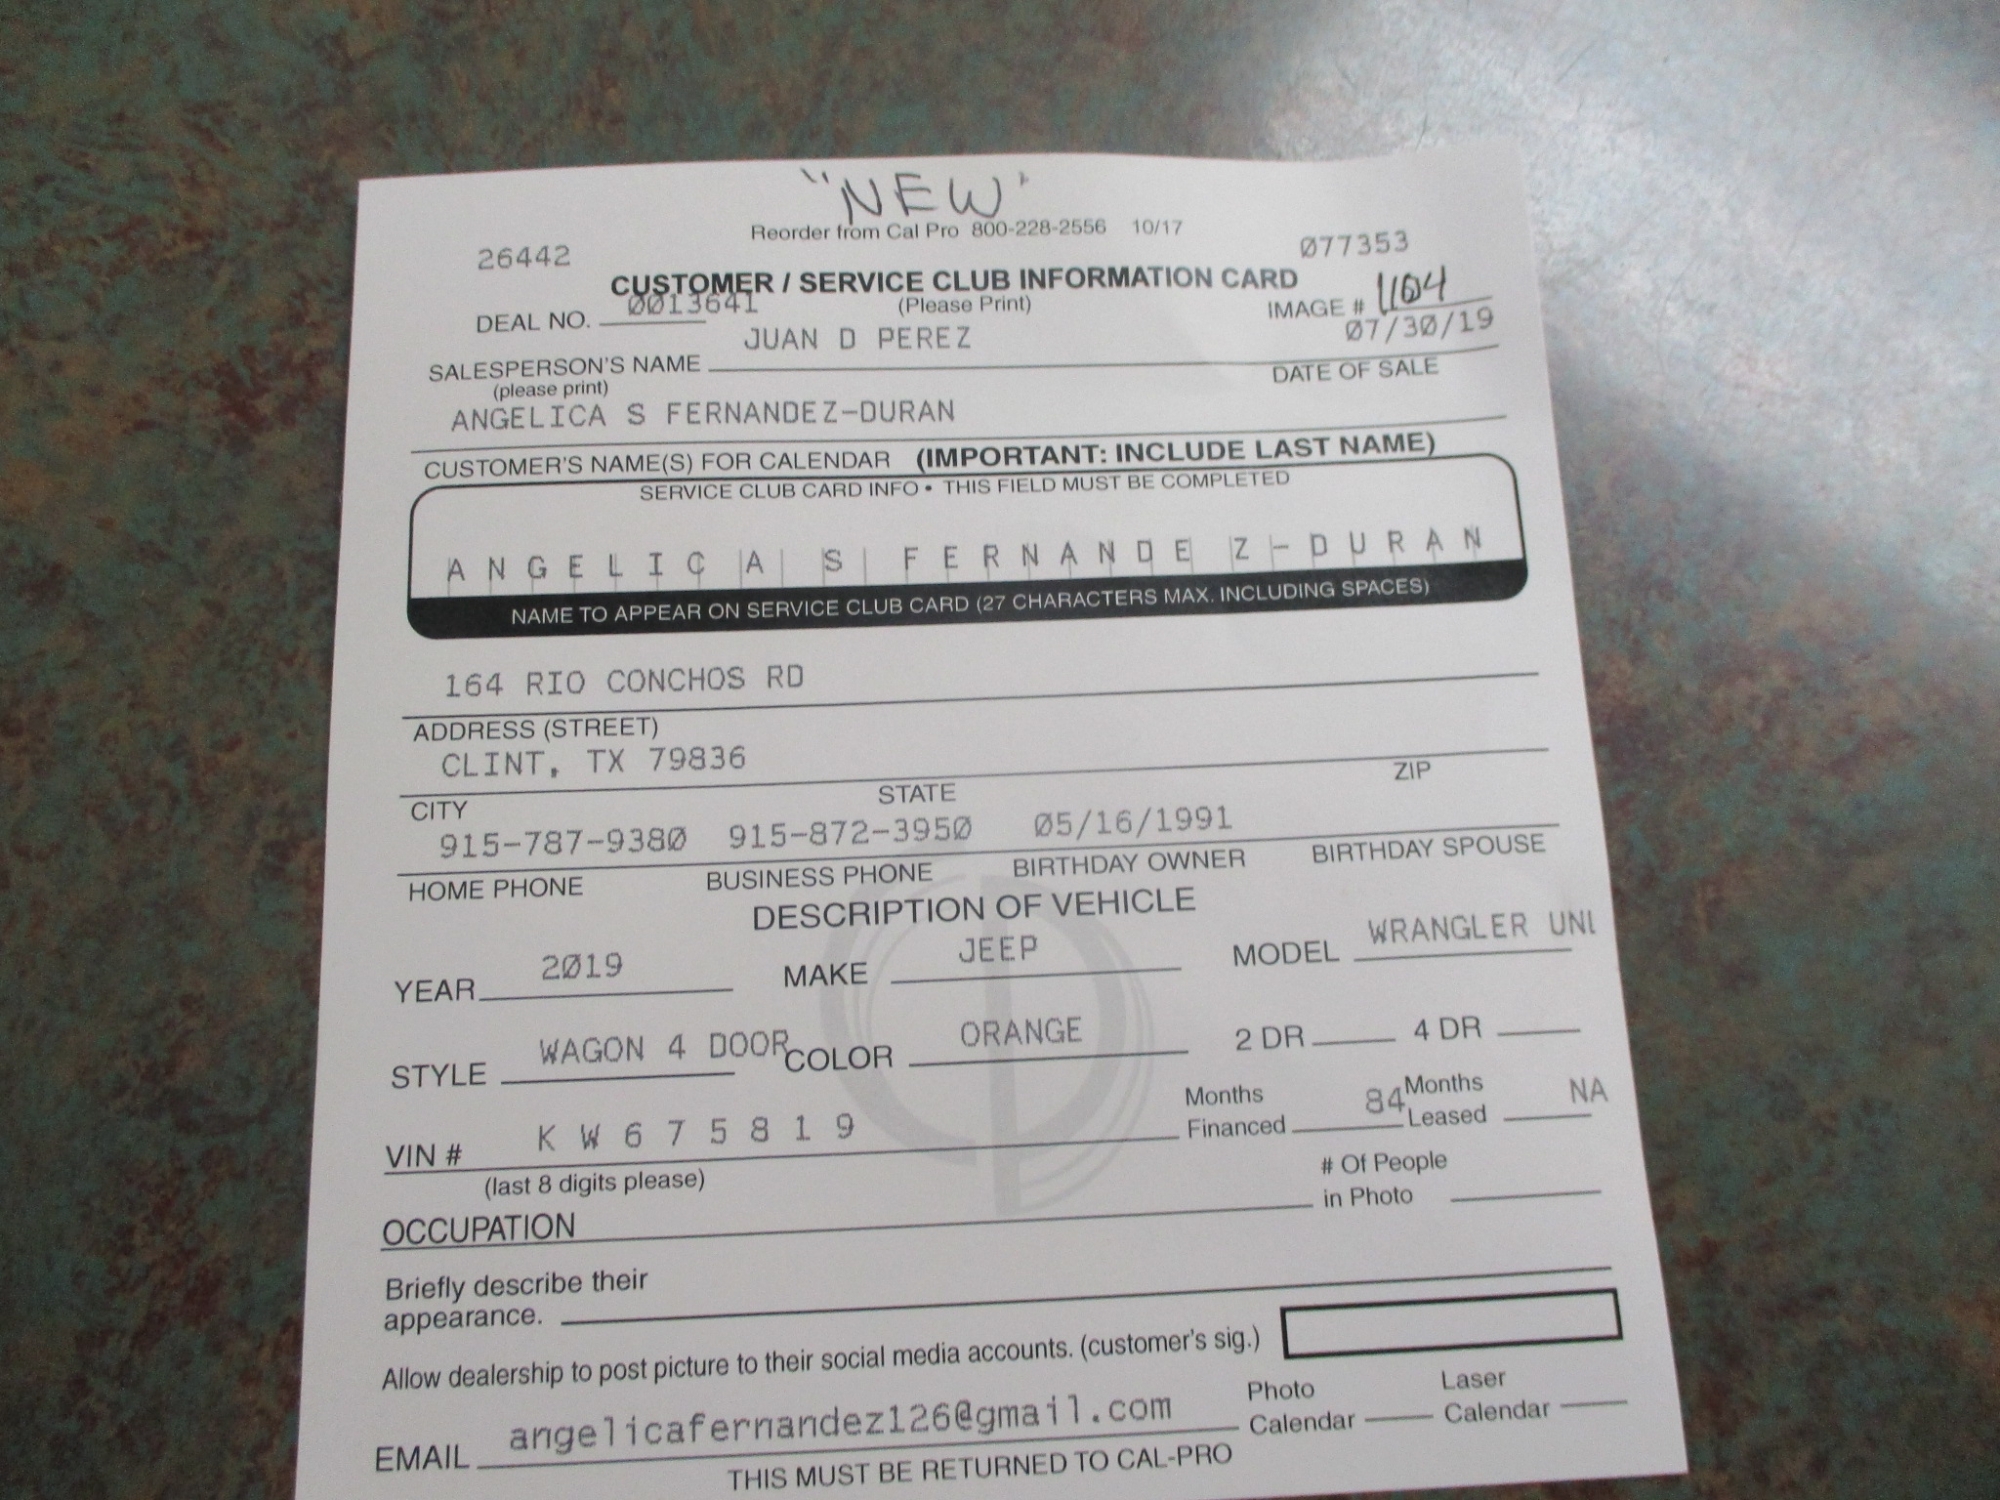 "NEW"
Reorder from Cal Pro 800-228-2556 10/17
26442 077353
CUSTOMER / SERVICE CLUB INFORMATION CARD
DEAL NO. 0013641 (Please Print) IMAGE # 1104
JUAN D PEREZ 07/30/19
SALESPERSON'S NAME DATE OF SALE
(please print)
ANGELICA S FERNANDEZ-DURAN
CUSTOMER'S NAME(S) FOR CALENDAR (IMPORTANT: INCLUDE LAST NAME)
SERVICE CLUB CARD INFO • THIS FIELD MUST BE COMPLETED
A N G E L I C A S F E R N A N D E Z - D U R A N
NAME TO APPEAR ON SERVICE CLUB CARD (27 CHARACTERS MAX. INCLUDING SPACES)
164 RIO CONCHOS RD
ADDRESS (STREET)
CLINT, TX 79836
CITY STATE ZIP
915-787-9380 915-872-3950 05/16/1991
HOME PHONE BUSINESS PHONE BIRTHDAY OWNER BIRTHDAY SPOUSE
DESCRIPTION OF VEHICLE
YEAR 2019 MAKE JEEP MODEL WRANGLER UNL
STYLE WAGON 4 DOOR COLOR ORANGE 2 DR 4 DR
VIN # K W 6 7 5 8 1 9 Months Financed 84 Months Leased NA
(last 8 digits please)
OCCUPATION # Of People in Photo
Briefly describe their
appearance.
Allow dealership to post picture to their social media accounts. (customer's sig.)
EMAIL angelicafernandez126@gmail.com Photo Calendar Laser Calendar
THIS MUST BE RETURNED TO CAL-PRO